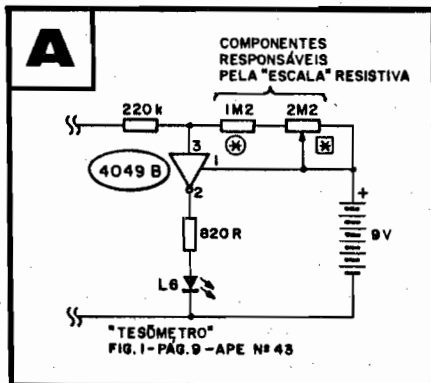 A
COMPONENTES
RESPONSÁVEIS
PELA "ESCALA" RESISTIVA
220k
1M2
2M2
3
1
4049 B
2
+
820R
9V
L6
"TESÔMETRO"
FIG. 1-PÁG. 9-APE Nº 43